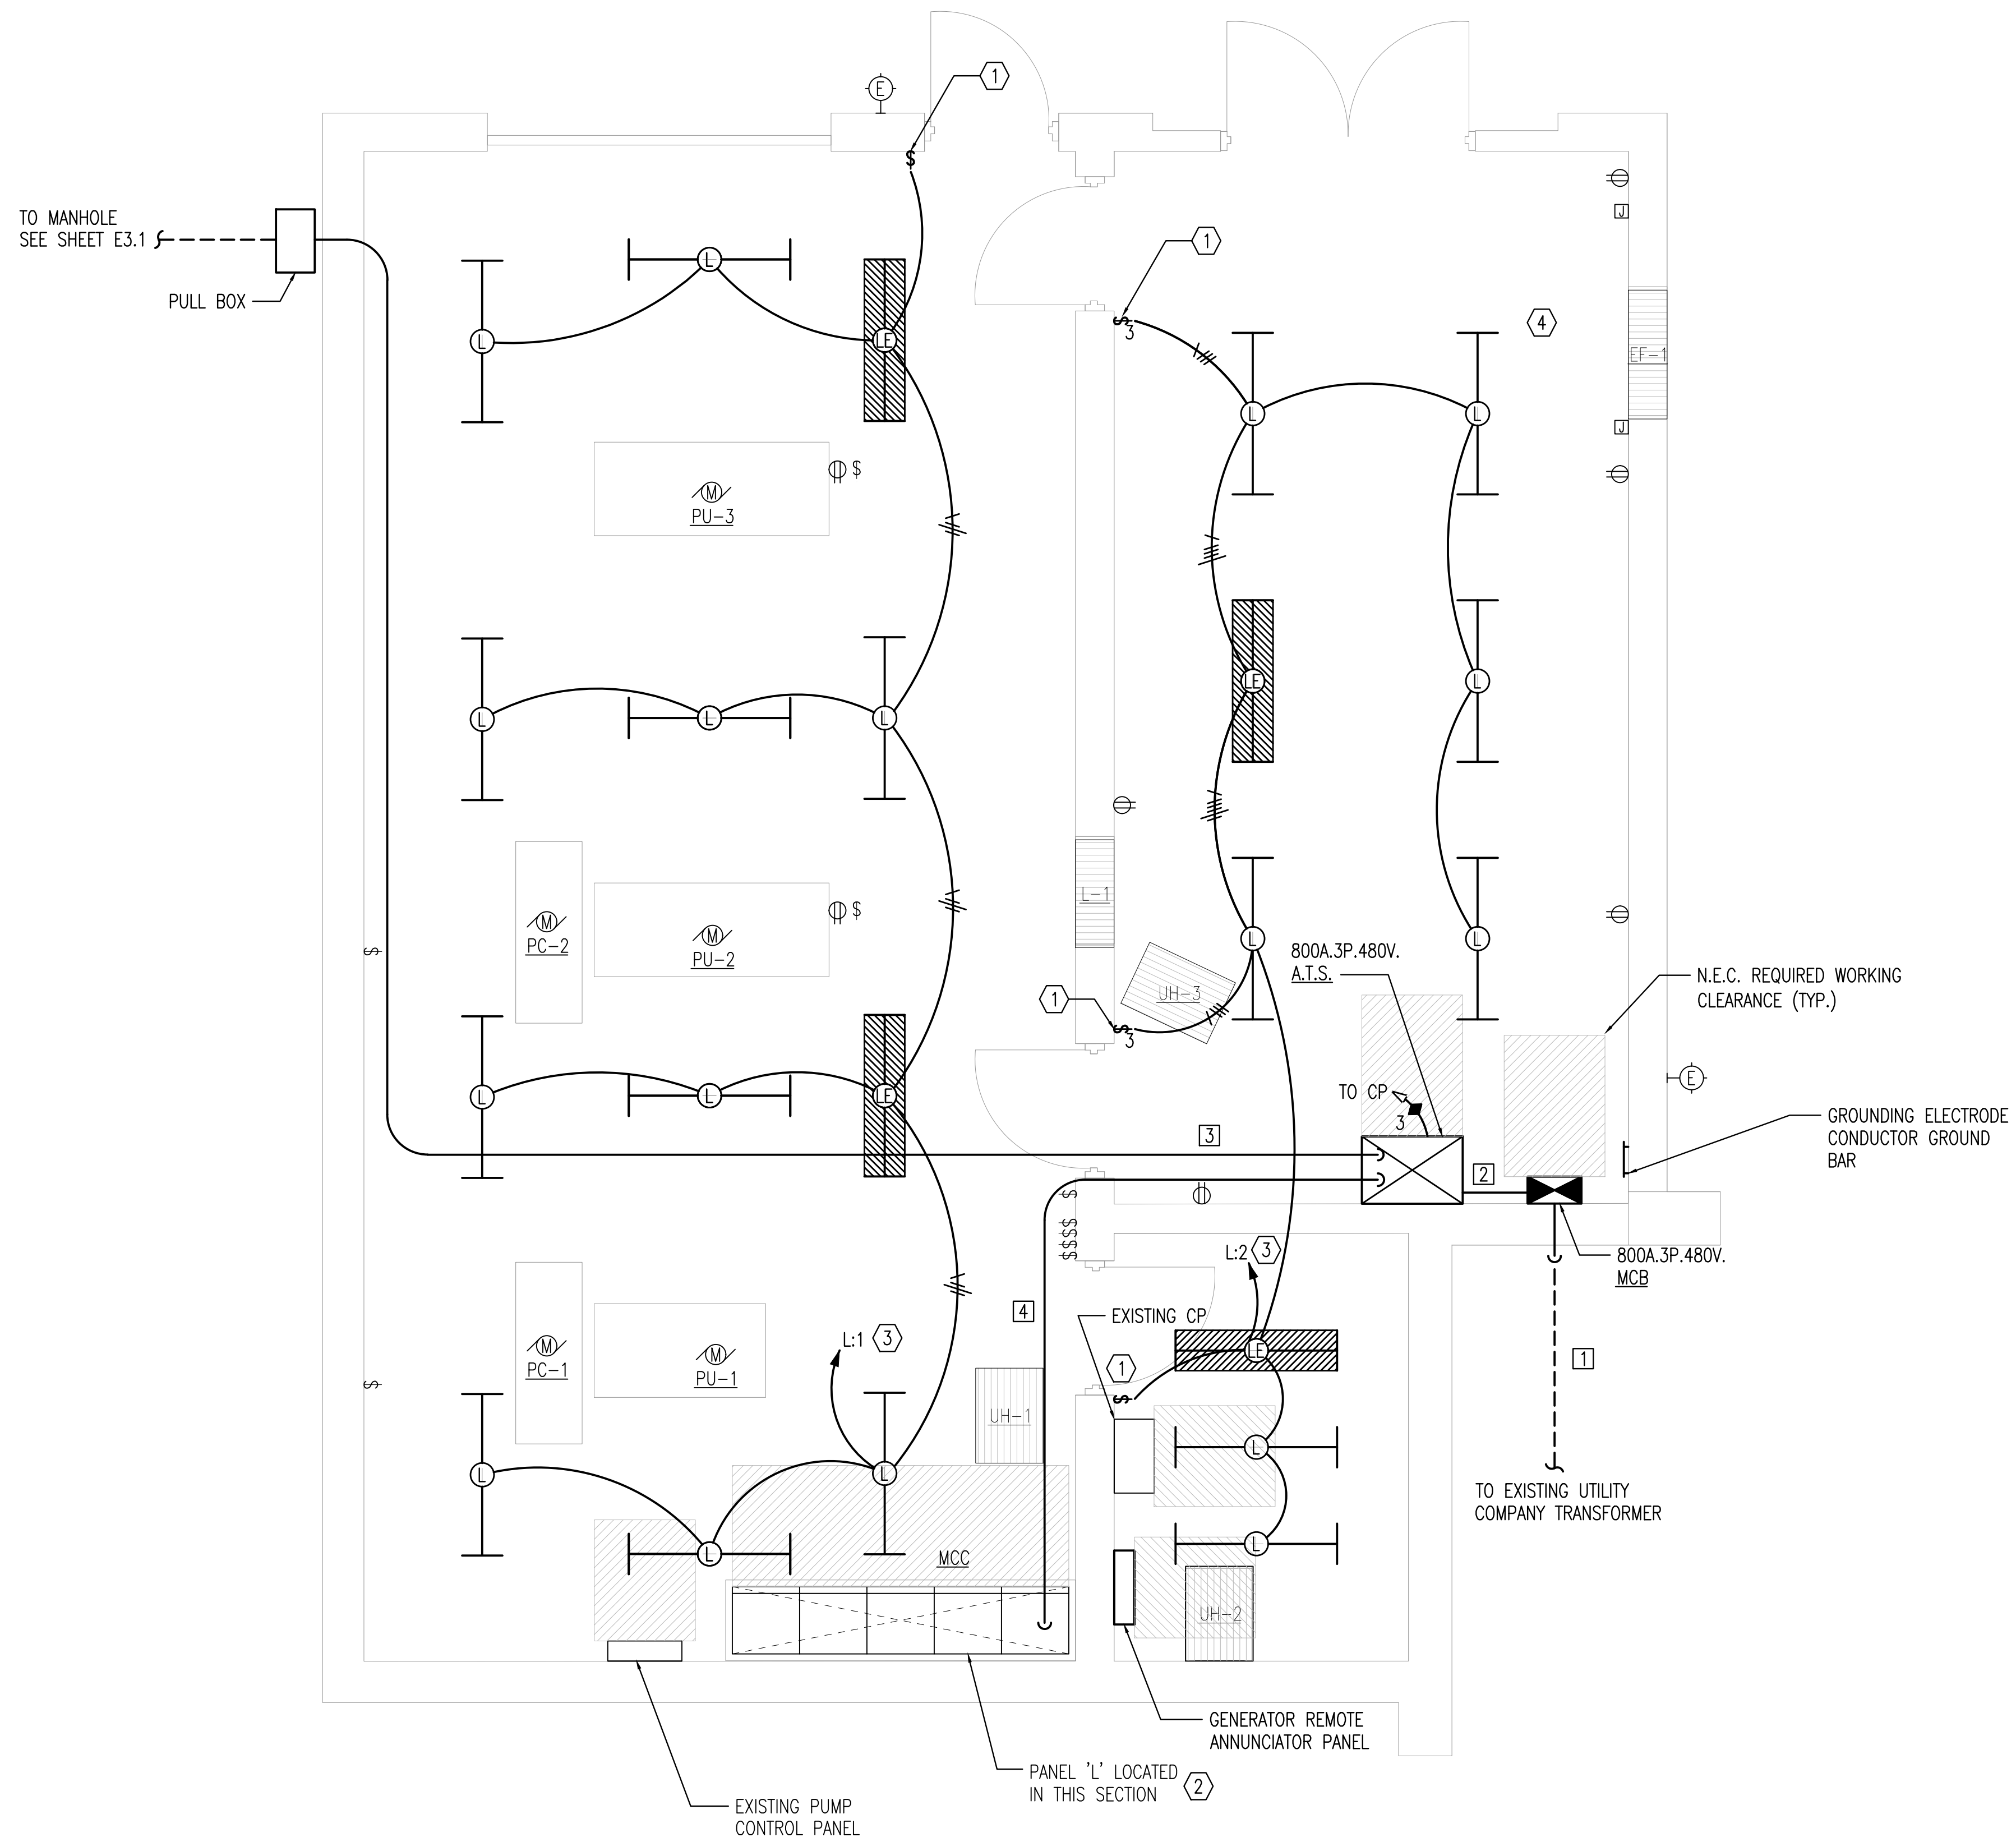 1
E
TO MANHOLE
SEE SHEET E3.1
PULL BOX
$
1
$
3
J
4
EF-1
J
L
L
LE
L
L
M
PU-3
$
L
L
L
LE
L
M
PC-2
M
PU-2
$
$
L-1
UH-3
1
$
3
L
L
800A.3P.480V.
A.T.S.
N.E.C. REQUIRED WORKING
CLEARANCE (TYP.)
E
TO CP
3
GROUNDING ELECTRODE
CONDUCTOR GROUND
BAR
L
L
LE
3
2
$
$
$
$
$
L:2
3
800A.3P.480V.
MCB
4
EXISTING CP
L:1
3
M
PC-1
M
PU-1
LE
1
1
$
$
UH-1
L
L
L
L
L
TO EXISTING UTILITY
COMPANY TRANSFORMER
MCC
UH-2
GENERATOR REMOTE
ANNUNCIATOR PANEL
PANEL 'L' LOCATED
IN THIS SECTION
2
EXISTING PUMP
CONTROL PANEL